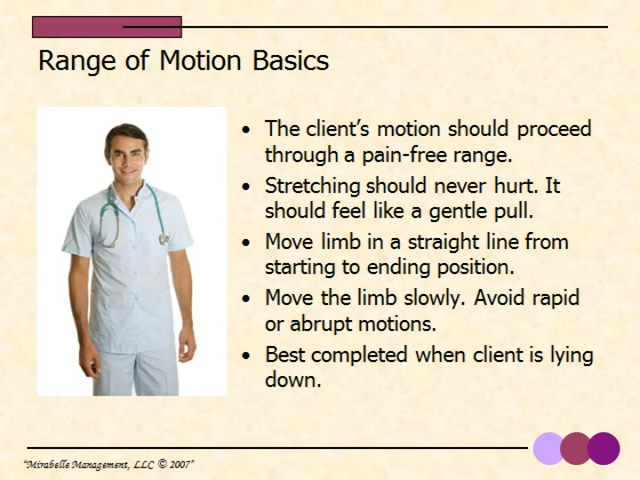 Range of Motion Basics
• The client’s motion should proceed
through a pain-free range.
• Stretching should never hurt. It
should feel like a gentle pull.
• Move limb in a straight line from
starting to ending position.
• Move the limb slowly. Avoid rapid
or abrupt motions.
• Best completed when client is lying
down.
“Mirabelle Management, LLC © 2007”